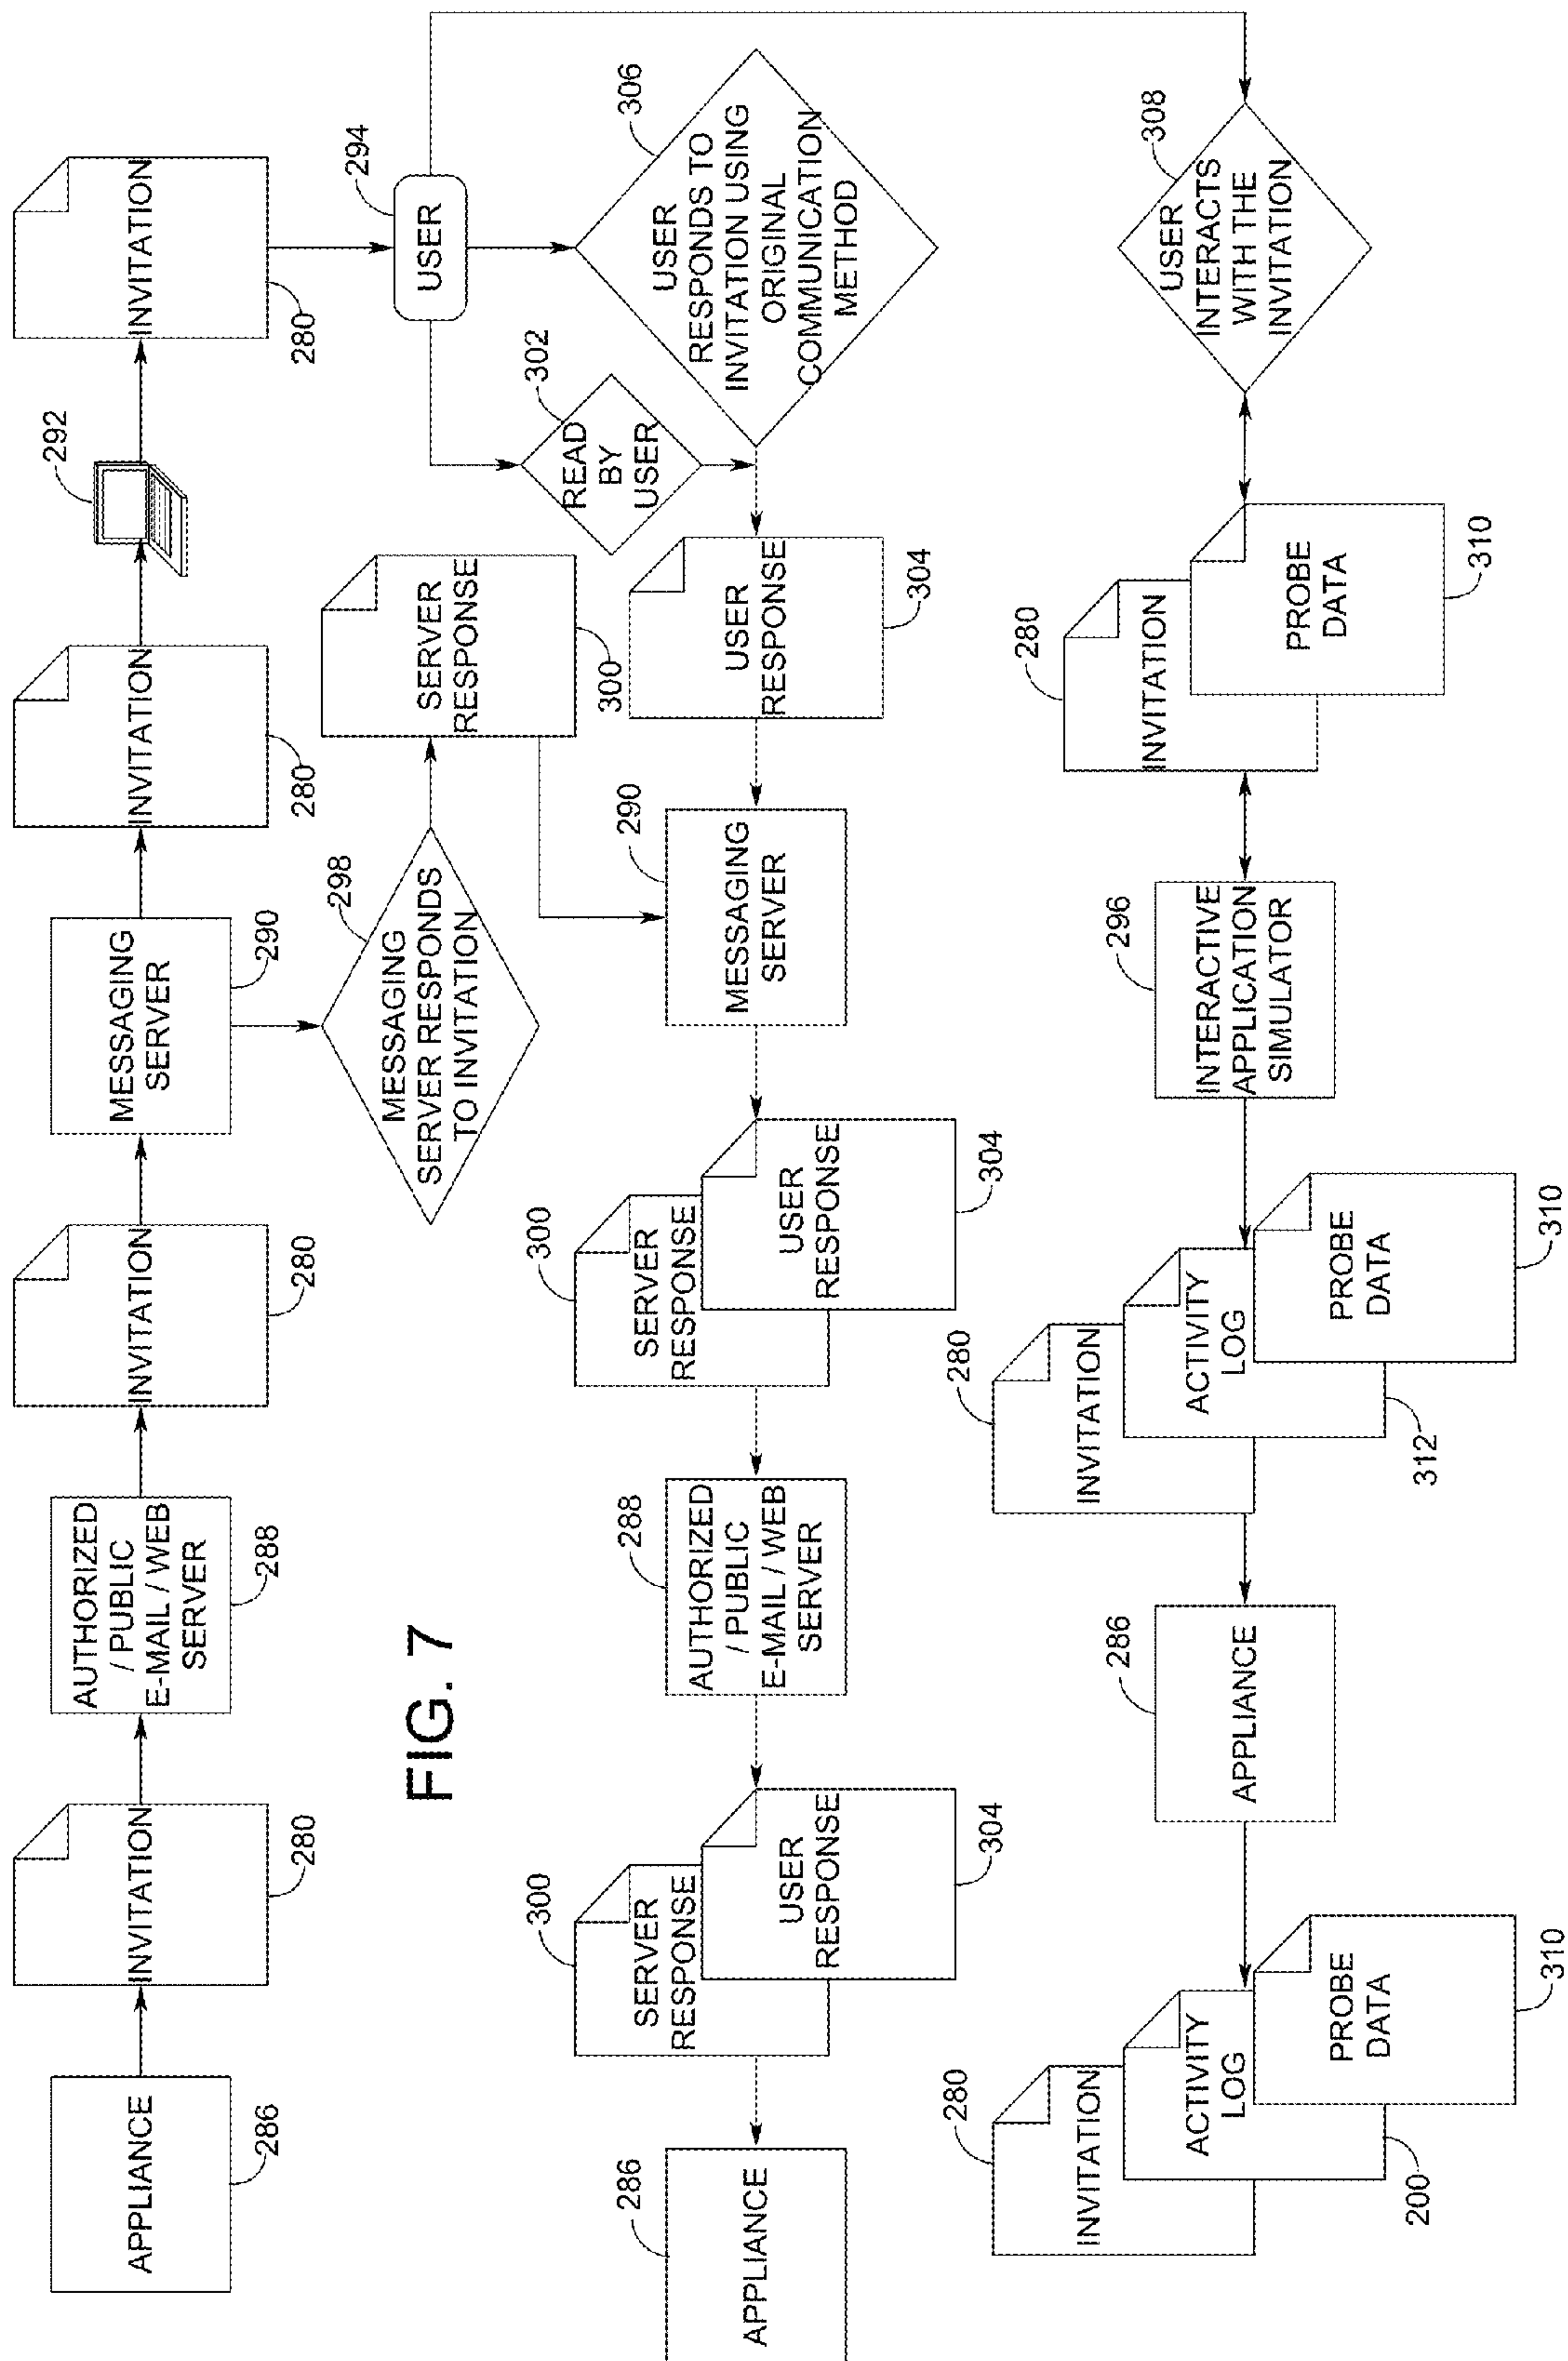 APPLIANCE
286
INVITATION
280
AUTHORIZED
/ PUBLIC
E-MAIL / WEB
SERVER
288
INVITATION
280
MESSAGING
SERVER
290
INVITATION
280
292
INVITATION
280
MESSAGING
SERVER RESPONDS
TO INVITATION
298
SERVER
RESPONSE
300
USER
294
FIG. 7
READ
BY
USER
302
USER
RESPONDS TO
INVITATION USING
ORIGINAL
COMMUNICATION
METHOD
306
APPLIANCE
286
SERVER
RESPONSE
300
USER
RESPONSE
304
AUTHORIZED
/ PUBLIC
E-MAIL / WEB
SERVER
288
SERVER
RESPONSE
300
USER
RESPONSE
304
MESSAGING
SERVER
290
USER
RESPONSE
304
INVITATION
280
ACTIVITY
LOG
200
PROBE
DATA
310
APPLIANCE
286
INVITATION
280
ACTIVITY
LOG
312
PROBE
DATA
310
INTERACTIVE
APPLICATION
SIMULATOR
296
INVITATION
280
PROBE
DATA
310
USER
INTERACTS
WITH THE
INVITATION
308